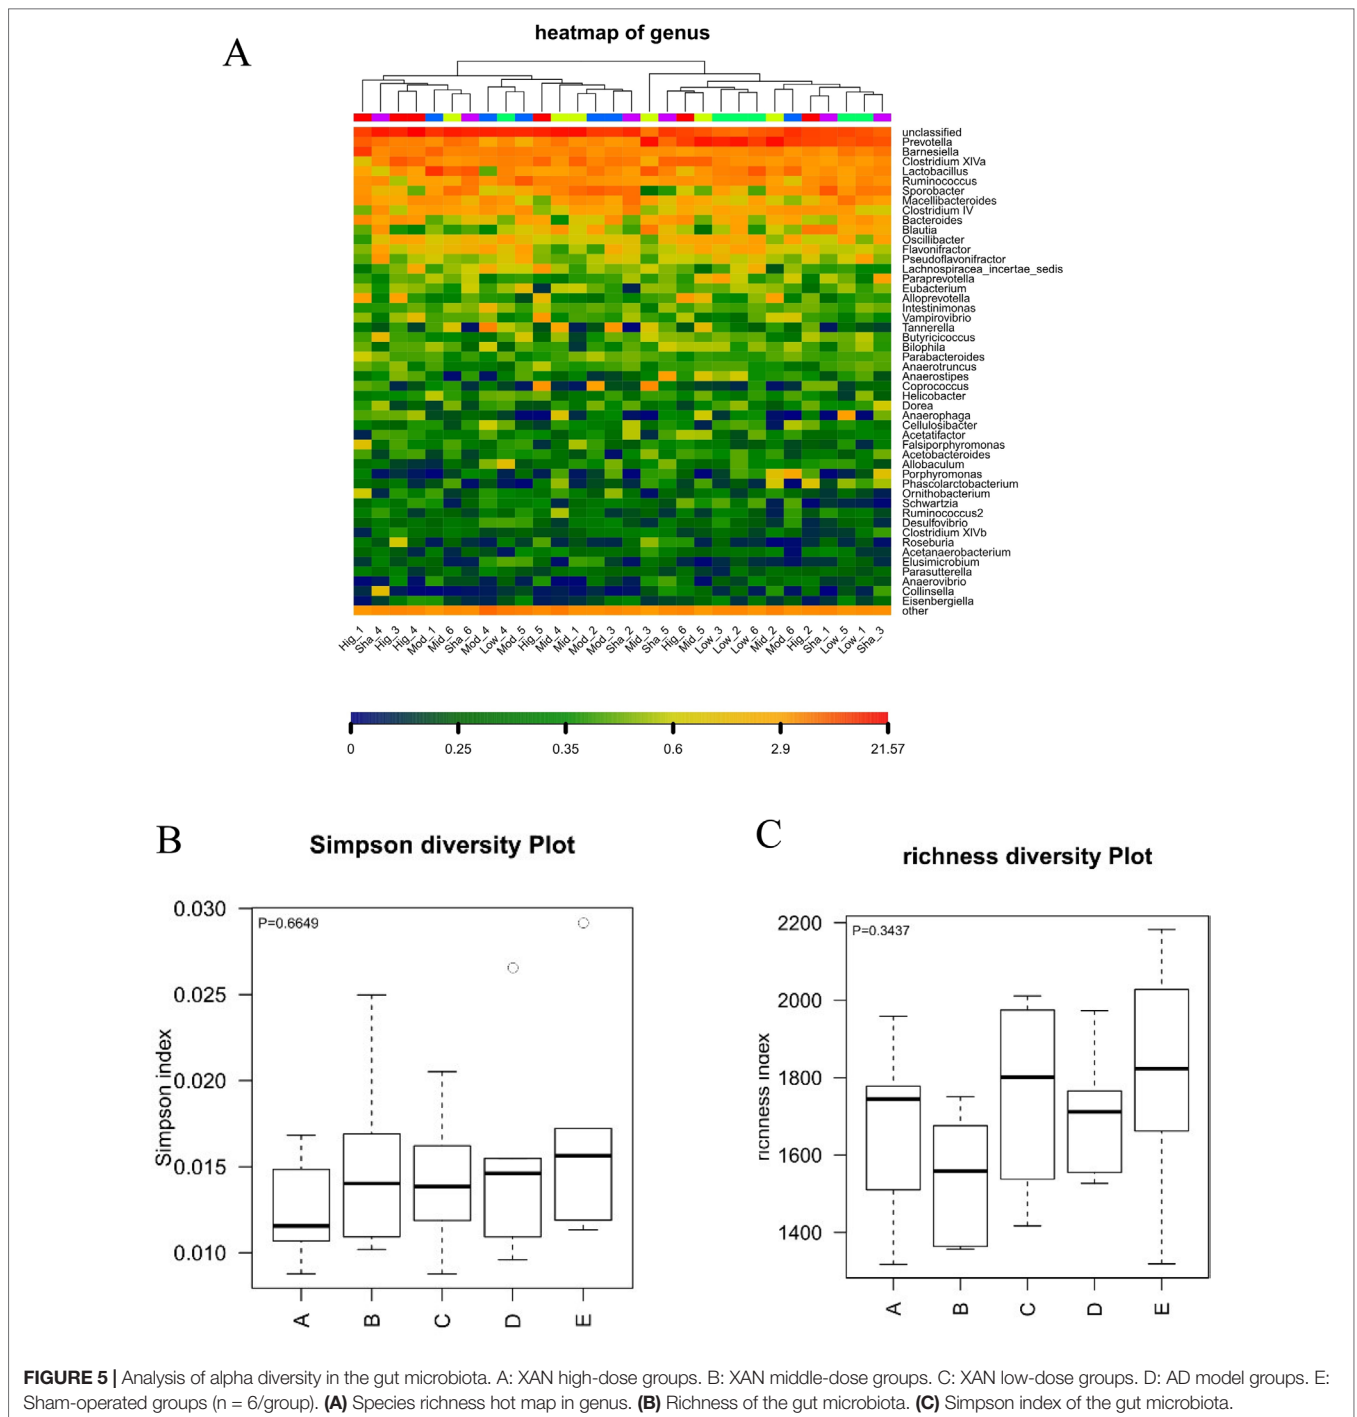 A
heatmap of genus
unclassified
Prevotella
Barnesiella
Clostridium XIVa
Lactobacillus
Ruminococcus
Sporobacter
Macellibacteroides
Clostridium IV
Bacteroides
Blautia
Oscillibacter
Flavonifractor
Pseudoflavonifractor
Lachnospiracea_incertae_sedis
Paraprevotella
Eubacterium
Alloprevotella
Intestinimonas
Vampirovibrio
Tannerella
Butyricicoccus
Bilophila
Parabacteroides
Anaerotruncus
Anaerostipes
Coprococcus
Helicobacter
Dorea
Anaerophaga
Cellulosibacter
Acetatifactor
Falsiporphyromonas
Acetobacteroides
Allobaculum
Porphyromonas
Phascolarctobacterium
Ornithobacterium
Schwartzia
Ruminococcus2
Desulfovibrio
Clostridium XIVb
Roseburia
Acetanaerobacterium
Elusimicrobium
Parasutterella
Anaerovibrio
Collinsella
Eisenbergiella
other
Hig_1 Sha_4 Hig_3 Hig_4 Mod_1 Mid_6 Sha_6 Mod_4 Low_4 Mod_5 Hig_5 Mid_4 Mid_1 Mod_2 Mod_3 Sha_2 Mid_3 Sha_5 Hig_6 Mid_5 Low_3 Low_2 Low_6 Mid_2 Mod_6 Hig_2 Sha_1 Low_5 Low_1 Sha_3
0 0.25 0.35 0.6 2.9 21.57
B
Simpson diversity Plot
P=0.6649
Simpson index
0.030
0.025
0.020
0.015
0.010
A B C D E
C
richness diversity Plot
P=0.3437
richness index
2200
2000
1800
1600
1400
A B C D E
FIGURE 5 | Analysis of alpha diversity in the gut microbiota. A: XAN high-dose groups. B: XAN middle-dose groups. C: XAN low-dose groups. D: AD model groups. E:
Sham-operated groups (n = 6/group). (A) Species richness hot map in genus. (B) Richness of the gut microbiota. (C) Simpson index of the gut microbiota.